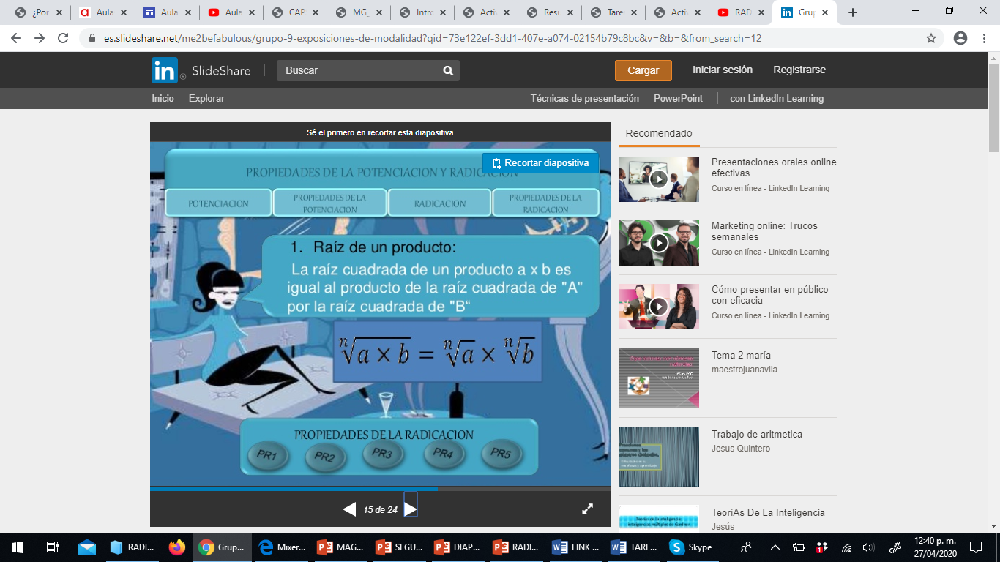 ¿Por
Aula
Aula
Aula
CAP
MG_
Intro
Activ
Resu
Tarea
Activ
RAD
Grup
es.slideshare.net/me2befabulous/grupo-9-exposiciones-de-modalidad?qid=73e122ef-3dd1-407e-a074-02154b79c8bc&v=&b=&from_search=12
in SlideShare
Buscar
Cargar
Iniciar sesión
Registrarse
Inicio
Explorar
Técnicas de presentación
PowerPoint
con LinkedIn Learning
Sé el primero en recortar esta diapositiva
Recortar diapositiva
PROPIEDADES DE LA POTENCIACION Y RADICACION
POTENCIACION
PROPIEDADES DE LA
POTENCIACION
RADICACION
PROPIEDADES DE LA
RADICACION
1. Raíz de un producto:
La raíz cuadrada de un producto a x b es
igual al producto de la raíz cuadrada de "A"
por la raíz cuadrada de "B“
ⁿ√(a × b) = ⁿ√a × ⁿ√b
PROPIEDADES DE LA RADICACION
PR1
PR2
PR3
PR4
PR5
15 de 24
Recomendado
Presentaciones orales online
efectivas
Curso en línea - LinkedIn Learning
Marketing online: Trucos
semanales
Curso en línea - LinkedIn Learning
Cómo presentar en público
con eficacia
Curso en línea - LinkedIn Learning
Tema 2 maría
maestrojuanavila
Trabajo de aritmetica
Jesus Quintero
TeoríAs De La Inteligencia
Jesús
RADI...
Grup...
Mixer...
MAG...
SEGU...
DIAP...
RADI...
LINK ...
TARE...
Skype
12:40 p. m.
27/04/2020